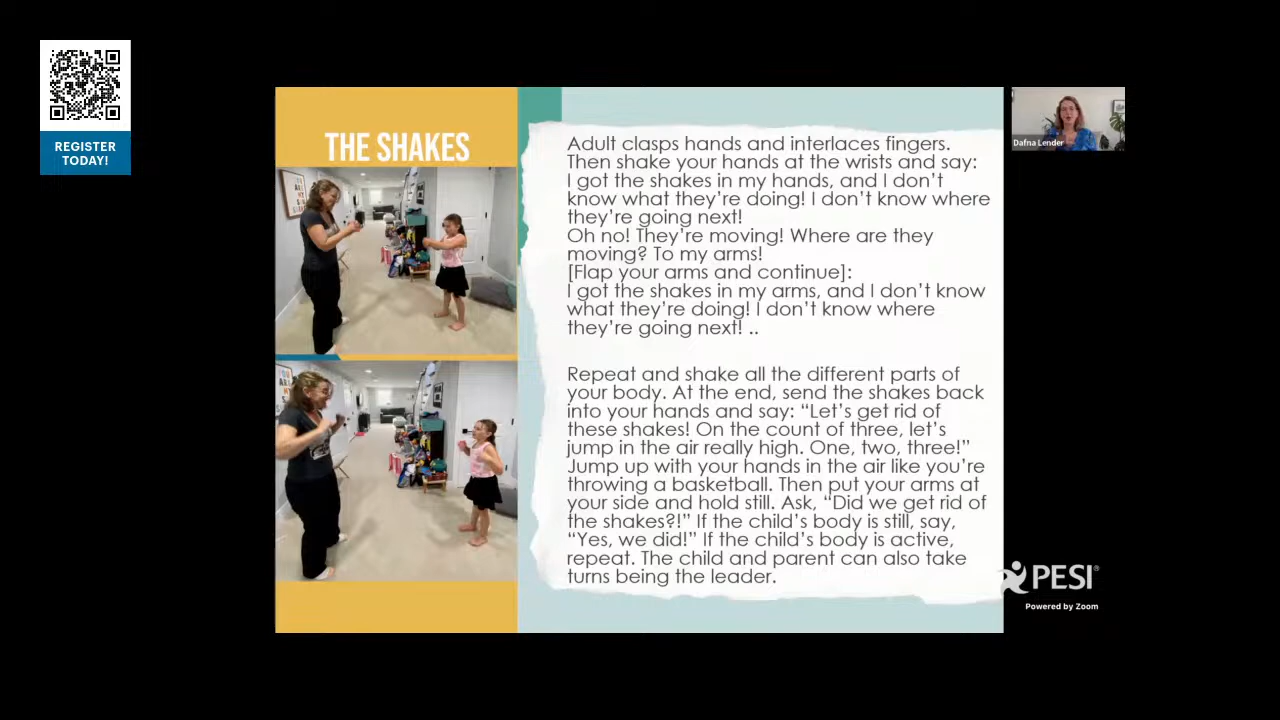 REGISTER
TODAY!
THE SHAKES
Adult clasps hands and interlaces fingers.
Then shake your hands at the wrists and say:
I got the shakes in my hands, and I don’t
know what they’re doing! I don’t know where
they’re going next!
Oh no! They’re moving! Where are they
moving? To my arms!
[Flap your arms and continue]:
I got the shakes in my arms, and I don’t know
what they’re doing! I don’t know where
they’re going next! ..
Repeat and shake all the different parts of
your body. At the end, send the shakes back
into your hands and say: “Let’s get rid of
these shakes! On the count of three, let’s
jump in the air really high. One, two, three!”
Jump up with your hands in the air like you’re
throwing a basketball. Then put your arms at
your side and hold still. Ask, “Did we get rid of
the shakes?!” If the child’s body is still, say,
“Yes, we did!” If the child’s body is active,
repeat. The child and parent can also take
turns being the leader.
Dafna Lender
PESI®
Powered by Zoom